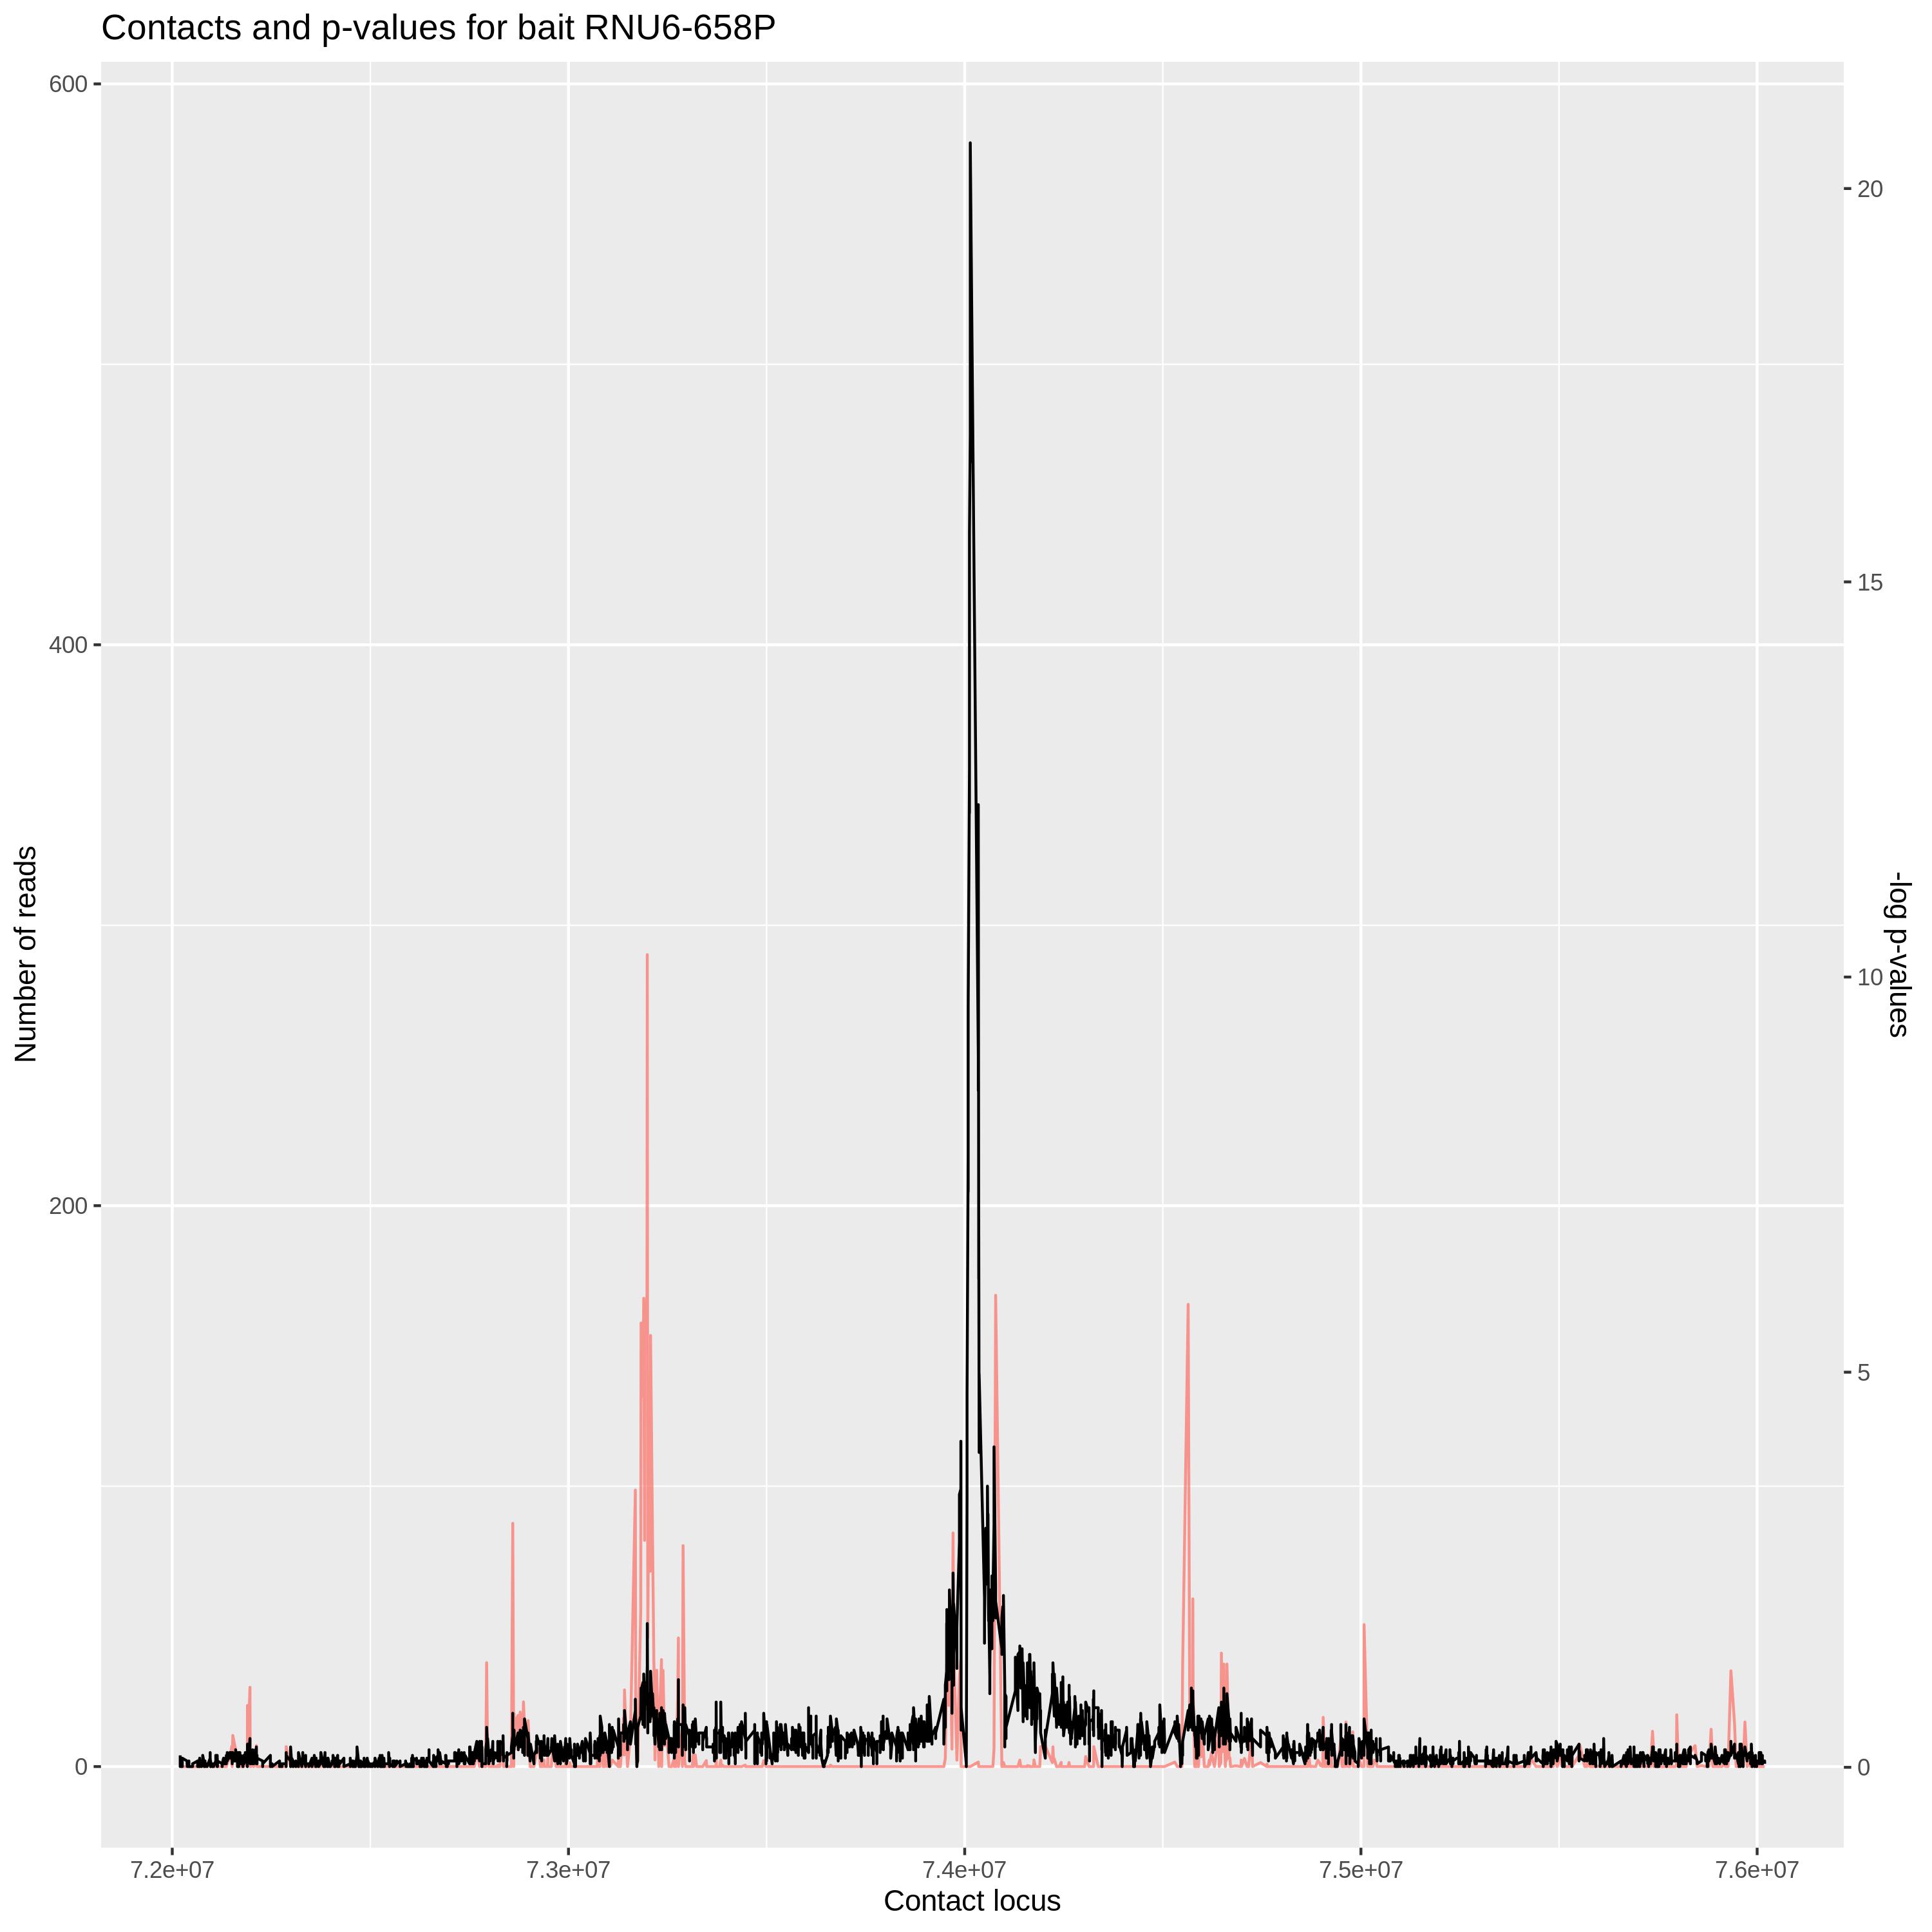 Contacts and p-values for bait RNU6-658P
600
400
200
0
Number of reads
20
15
10
5
0
-log p-values
7.2e+07
7.3e+07
7.4e+07
7.5e+07
7.6e+07
Contact locus